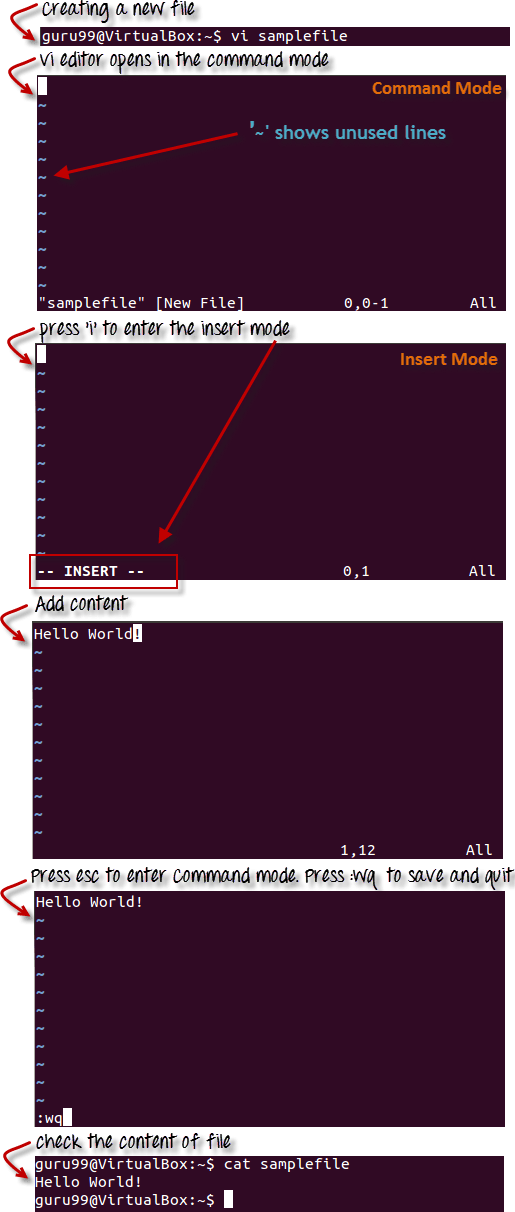 creating a new file
guru99@VirtualBox:~$ vi samplefile
Vi editor opens in the command mode
Command Mode
~
~
'~' shows unused lines
~
~
~
~
~
~
~
~
~
"samplefile" [New File] 0,0-1 All
press 'i' to enter the insert mode
Insert Mode
~
~
~
~
~
~
~
~
~
~
~
-- INSERT -- 0,1 All
Add content
Hello World!
~
~
~
~
~
~
~
~
~
~
~
1,12 All
Press esc to enter Command mode. Press :Wq to save and quit
Hello World!
~
~
~
~
~
~
~
~
~
~
~
:wq
check the content of file
guru99@VirtualBox:~$ cat samplefile
Hello World!
guru99@VirtualBox:~$